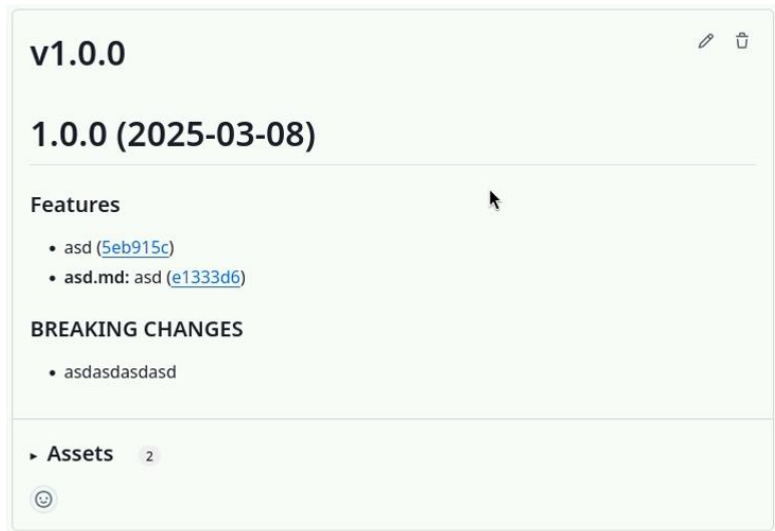 v1.0.0
1.0.0 (2025-03-08)
Features
• asd (5eb915c)
• asd.md: asd (e1333d6)
BREAKING CHANGES
• asdasdasdasd
▸ Assets 2